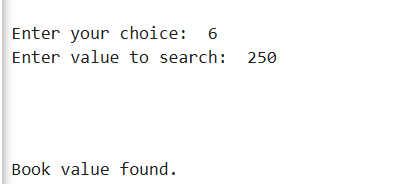 Enter your choice:  6
Enter value to search:  250
Book value found.